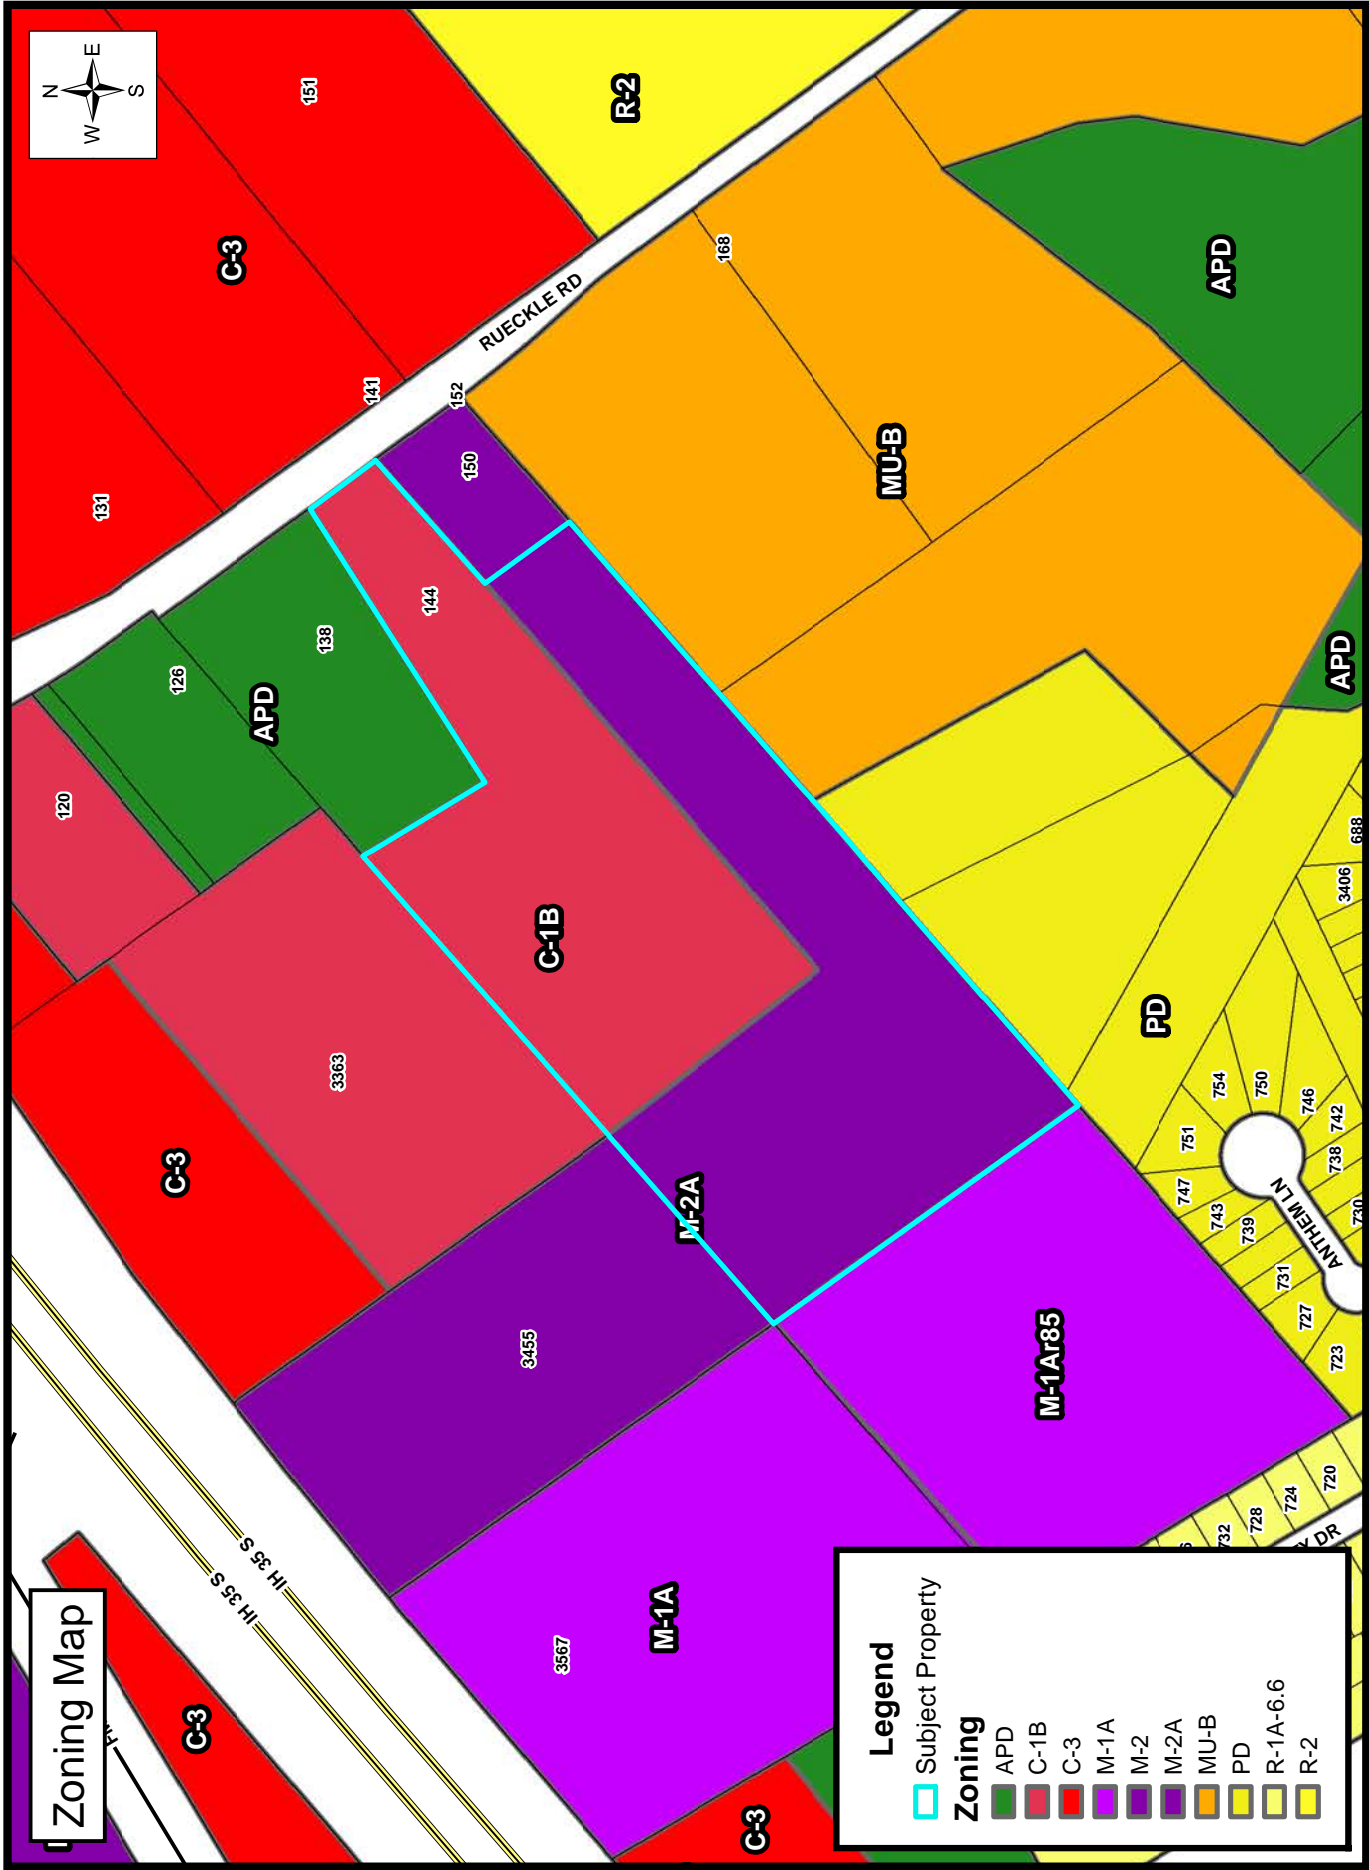 Zoning Map
N
W
E
S
C-3
151
131
141
R-2
RUECKLE RD
152
150
168
MU-B
APD
APD
144
138
126
APD
120
C-1B
3363
C-3
M-2A
3455
IH 35 S
IH 35 S
C-3
M-1A
3567
M-1Ar85
C-3
PD
688
3406
754
750
746
742
738
730
751
747
743
739
731
727
723
ANTHEM LN
720
724
728
732
DR
Legend
Subject Property
Zoning
APD
C-1B
C-3
M-1A
M-2
M-2A
MU-B
PD
R-1A-6.6
R-2